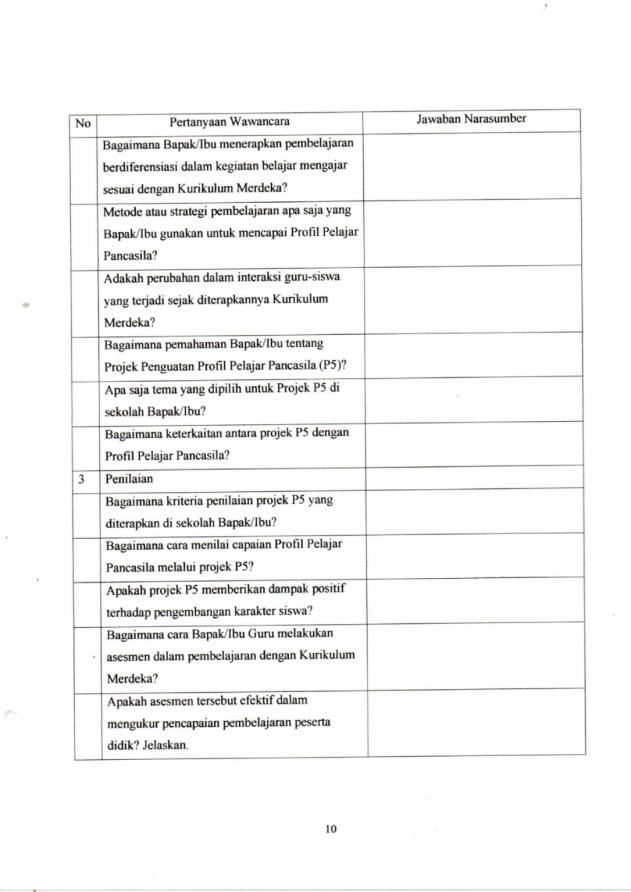 No Pertanyaan Wawancara Jawaban Narasumber
Bagaimana Bapak/Ibu menerapkan pembelajaran
berdiferensiasi dalam kegiatan belajar mengajar
sesuai dengan Kurikulum Merdeka?
Metode atau strategi pembelajaran apa saja yang
Bapak/Ibu gunakan untuk mencapai Profil Pelajar
Pancasila?
Adakah perubahan dalam interaksi guru-siswa
yang terjadi sejak diterapkannya Kurikulum
Merdeka?
Bagaimana pemahaman Bapak/Ibu tentang
Projek Penguatan Profil Pelajar Pancasila (P5)?
Apa saja tema yang dipilih untuk Projek P5 di
sekolah Bapak/Ibu?
Bagaimana keterkaitan antara projek P5 dengan
Profil Pelajar Pancasila?
3 Penilaian
Bagaimana kriteria penilaian projek P5 yang
diterapkan di sekolah Bapak/Ibu?
Bagaimana cara menilai capaian Profil Pelajar
Pancasila melalui projek P5?
Apakah projek P5 memberikan dampak positif
terhadap pengembangan karakter siswa?
Bagaimana cara Bapak/Ibu Guru melakukan
asesmen dalam pembelajaran dengan Kurikulum
Merdeka?
Apakah asesmen tersebut efektif dalam
mengukur pencapaian pembelajaran peserta
didik? Jelaskan.
10